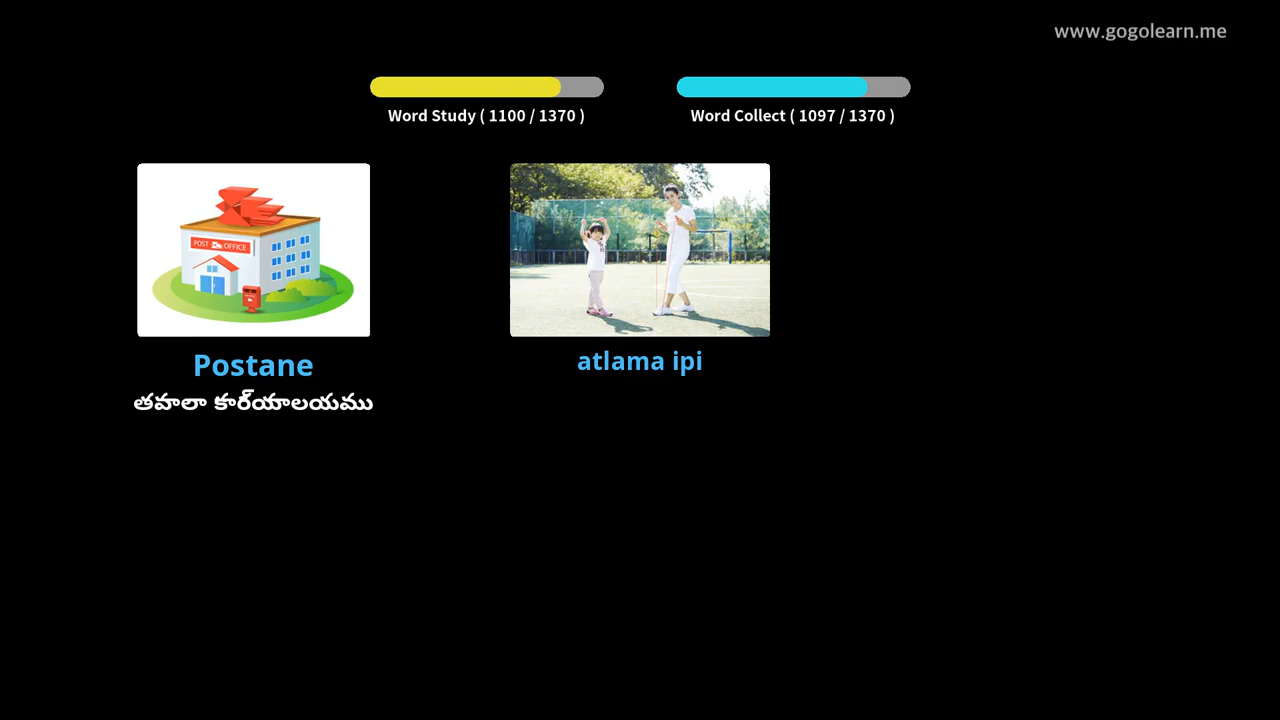 www.gogolearn.me
Word Study ( 1100 / 1370 )
Word Collect ( 1097 / 1370 )
POST OFFICE
Postane
తపాలా కార్యాలయము
atlama ipi